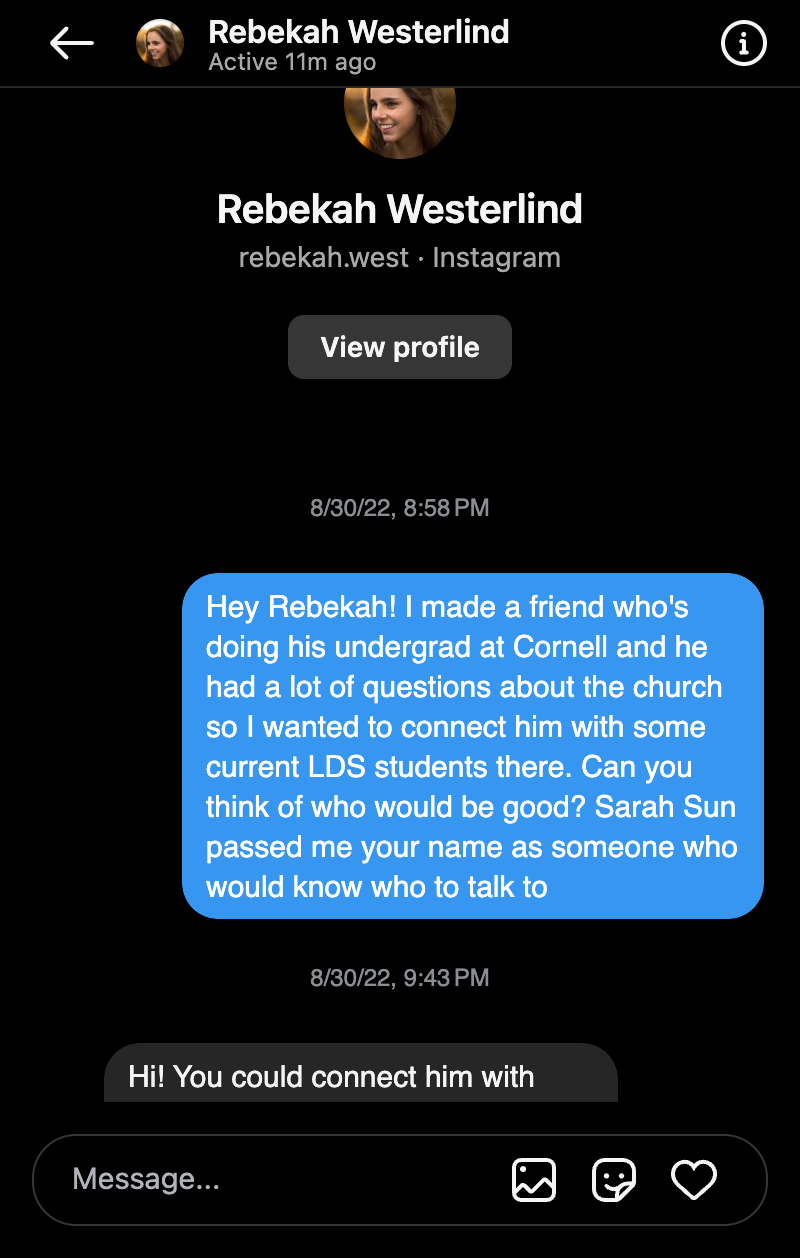 Rebekah Westerlind
Active 11m ago
Rebekah Westerlind
rebekah.west · Instagram
View profile
8/30/22, 8:58 PM
Hey Rebekah! I made a friend who's
doing his undergrad at Cornell and he
had a lot of questions about the church
so I wanted to connect him with some
current LDS students there. Can you
think of who would be good? Sarah Sun
passed me your name as someone who
would know who to talk to
8/30/22, 9:43 PM
Hi! You could connect him with
Message...